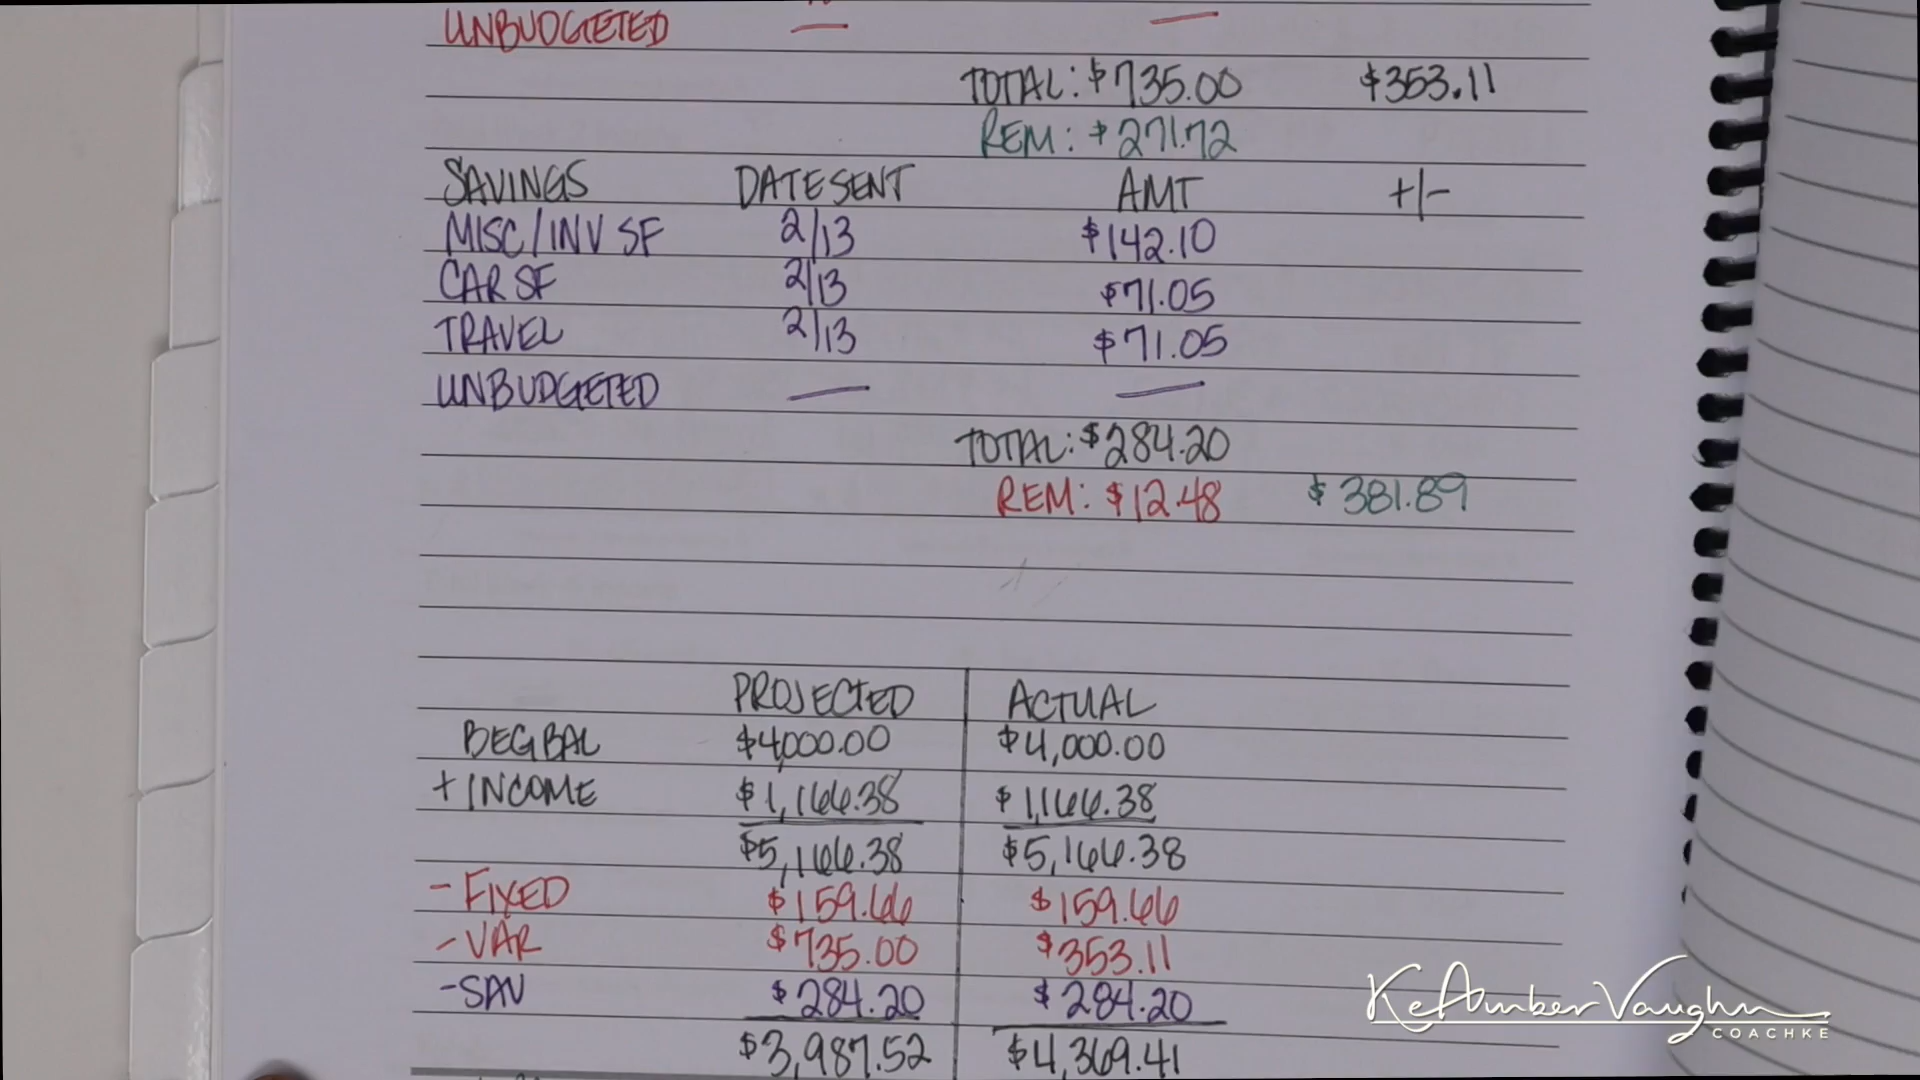 UNBUDGETED — —
TOTAL: $735.00 $353.11
REM: $271.72
SAVINGS DATE SENT AMT +/-
MISC/INV SF 2/13 $142.10
CAR SF 2/13 $71.05
TRAVEL 2/13 $71.05
UNBUDGETED — —
TOTAL: $284.20
REM: $12.48 $381.89
PROJECTED ACTUAL
BEG BAL $4,000.00 $4,000.00
+ INCOME $1,166.38 $1,166.38
$5,166.38 $5,166.38
- FIXED $159.66 $159.66
- VAR $735.00 $353.11
- SAV $284.20 $284.20
$3,987.52 $4,369.41
KeAmber Vaughn
COACHKE